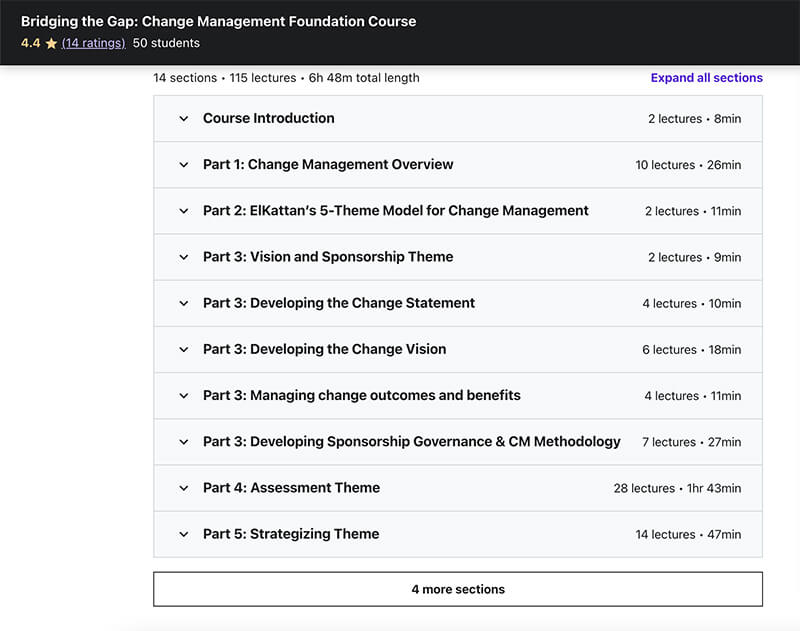 Bridging the Gap: Change Management Foundation Course
4.4 ★ (14 ratings) 50 students
14 sections • 115 lectures • 6h 48m total length Expand all sections
Course Introduction 2 lectures • 8min
Part 1: Change Management Overview 10 lectures • 26min
Part 2: ElKattan's 5-Theme Model for Change Management 2 lectures • 11min
Part 3: Vision and Sponsorship Theme 2 lectures • 9min
Part 3: Developing the Change Statement 4 lectures • 10min
Part 3: Developing the Change Vision 6 lectures • 18min
Part 3: Managing change outcomes and benefits 4 lectures • 11min
Part 3: Developing Sponsorship Governance & CM Methodology 7 lectures • 27min
Part 4: Assessment Theme 28 lectures • 1hr 43min
Part 5: Strategizing Theme 14 lectures • 47min
4 more sections